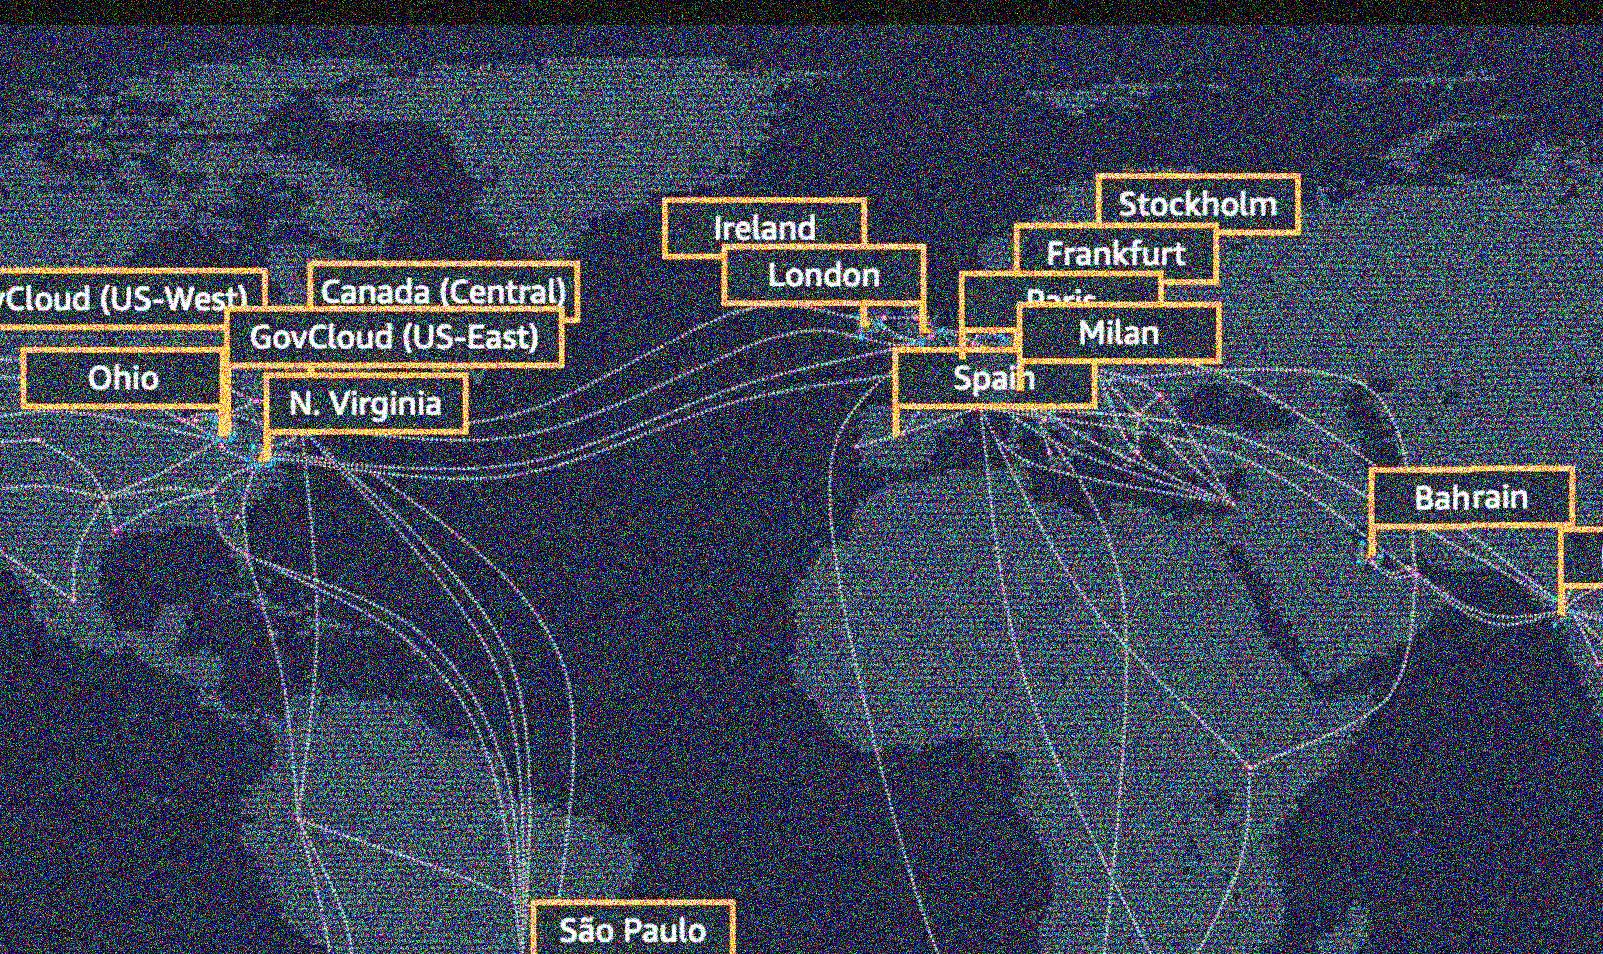 Stockholm
Ireland
Frankfurt
London
Canada (Central)
vCloud (US-West)
Paris
GovCloud (US-East)
Milan
Ohio
Spain
N. Virginia
Bahrain
São Paulo